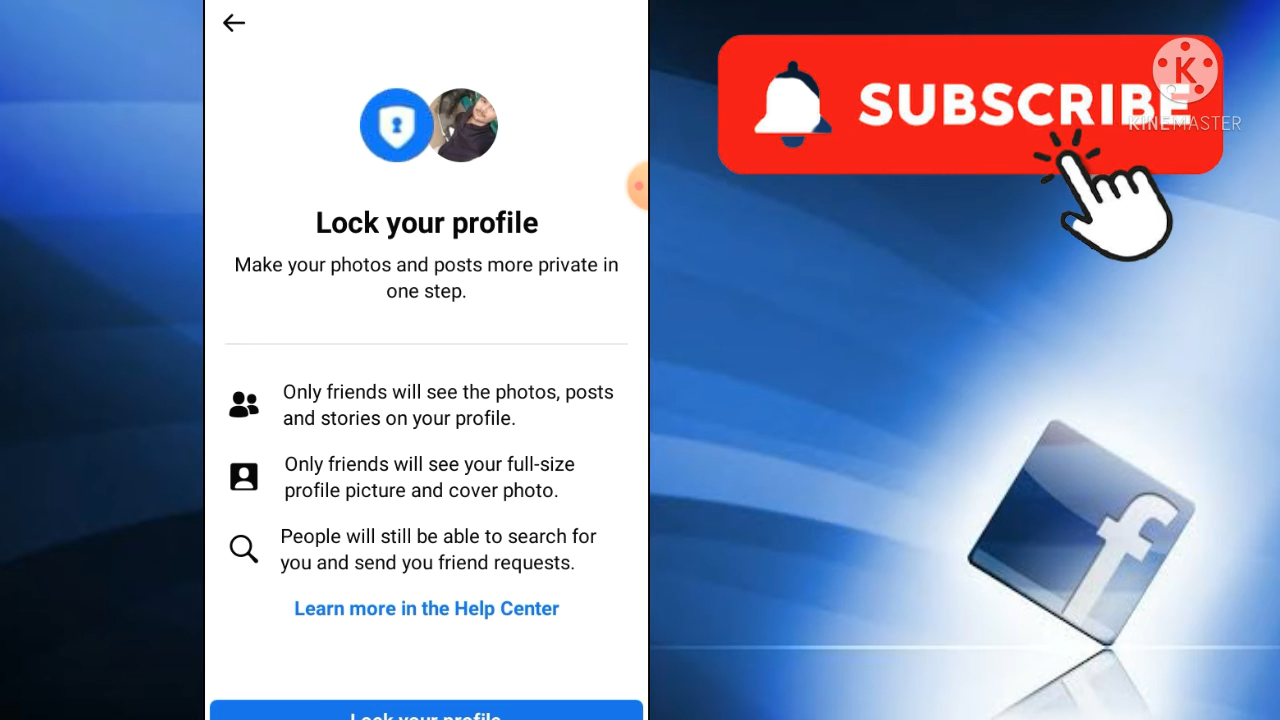 Lock your profile
Make your photos and posts more private in
one step.
Only friends will see the photos, posts
and stories on your profile.
Only friends will see your full-size
profile picture and cover photo.
People will still be able to search for
you and send you friend requests.
Learn more in the Help Center
Lock your profile
SUBSCRIBE
K
KINEMASTER
f